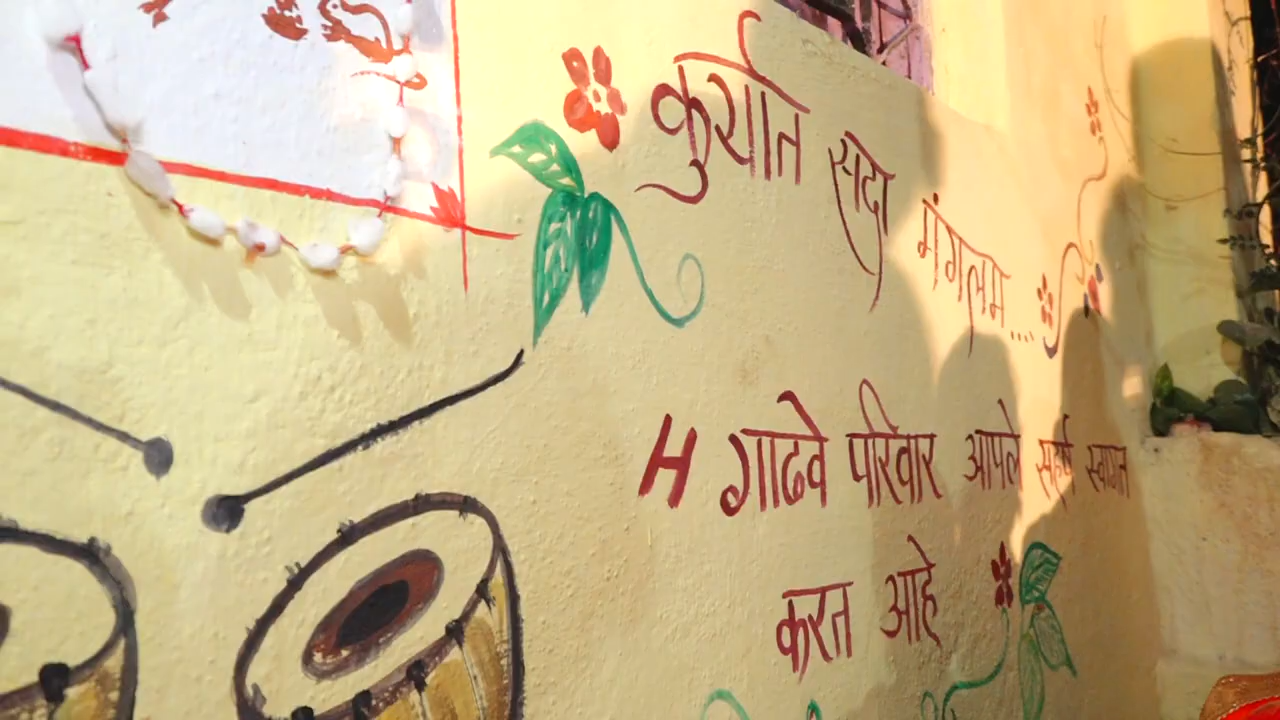 कुर्यात सदा मंगलम....
H गाढवे परिवार आपले सहर्ष स्वागत
करत आहे